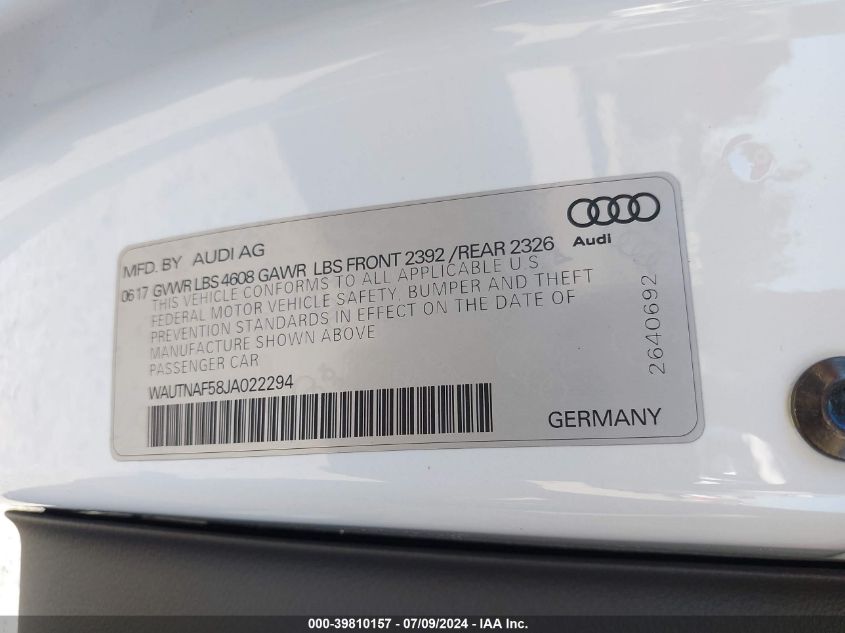 MFD. BY AUDI AG
Audi
0617 GVWR LBS 4608 GAWR LBS FRONT 2392 /REAR 2326
THIS VEHICLE CONFORMS TO ALL APPLICABLE U S
FEDERAL MOTOR VEHICLE SAFETY, BUMPER AND THEFT
PREVENTION STANDARDS IN EFFECT ON THE DATE OF
MANUFACTURE SHOWN ABOVE
PASSENGER CAR
WAUTNAF58JA022294
2640692
GERMANY
000-39810157 - 07/09/2024 - IAA Inc.